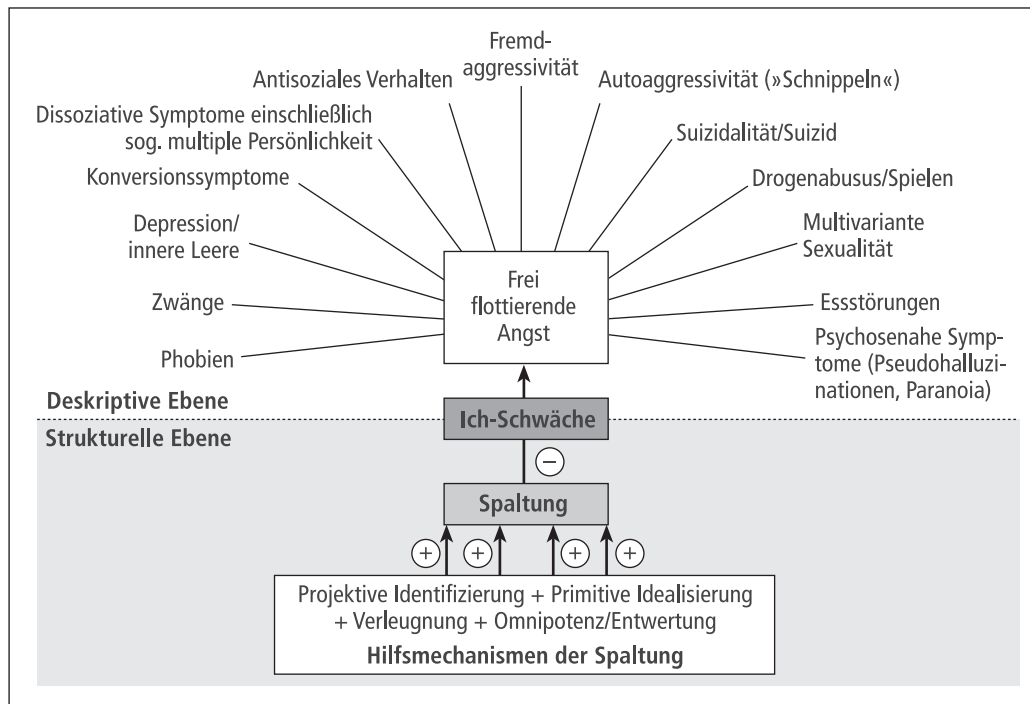 Fremd-
aggressivität
Antisoziales Verhalten
Autoaggressivität (»Schnippeln«)
Dissoziative Symptome einschließlich
sog. multiple Persönlichkeit
Suizidalität/Suizid
Konversionssymptome
Drogenabusus/Spielen
Depression/
innere Leere
Multivariante
Sexualität
Frei
flottierende
Angst
Zwänge
Essstörungen
Phobien
Psychosenahe Symp-
tome (Pseudohalluzi-
nationen, Paranoia)
Deskriptive Ebene
Ich-Schwäche
Strukturelle Ebene
−
Spaltung
+ + + +
Projektive Identifizierung + Primitive Idealisierung
+ Verleugnung + Omnipotenz/Entwertung
Hilfsmechanismen der Spaltung